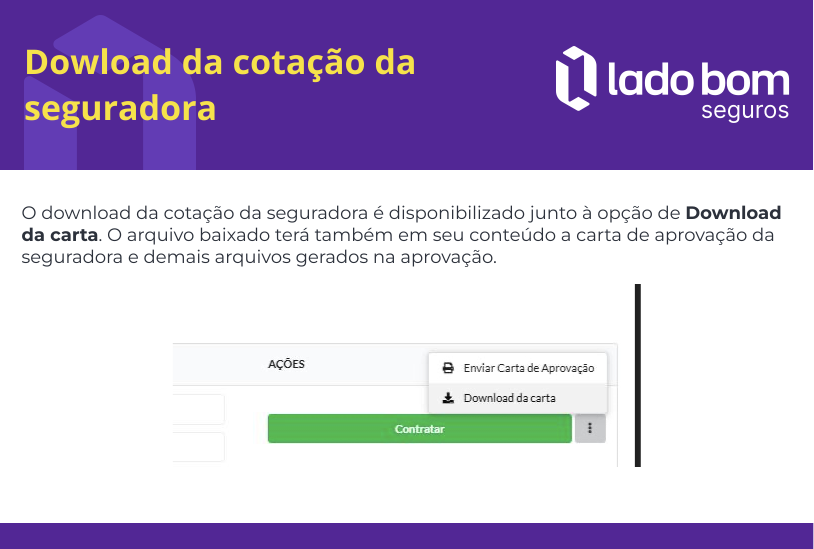 Dowload da cotação da
seguradora
lado bom
seguros
O download da cotação da seguradora é disponibilizado junto à opção de Download
da carta. O arquivo baixado terá também em seu conteúdo a carta de aprovação da
seguradora e demais arquivos gerados na aprovação.
AÇÕES
Enviar Carta de Aprovação
Download da carta
Contratar